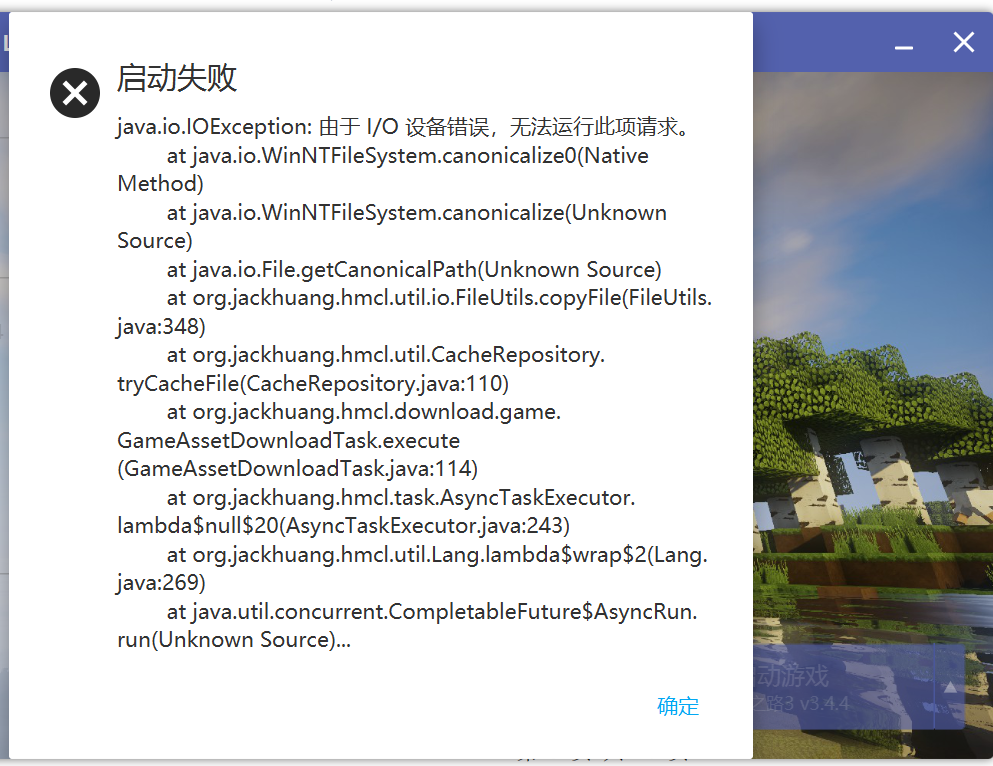 启动失败
java.io.IOException: 由于 I/O 设备错误，无法运行此项请求。
at java.io.WinNTFileSystem.canonicalize0(Native
Method)
at java.io.WinNTFileSystem.canonicalize(Unknown
Source)
at java.io.File.getCanonicalPath(Unknown Source)
at org.jackhuang.hmcl.util.io.FileUtils.copyFile(FileUtils.
java:348)
at org.jackhuang.hmcl.util.CacheRepository.
tryCacheFile(CacheRepository.java:110)
at org.jackhuang.hmcl.download.game.
GameAssetDownloadTask.execute
(GameAssetDownloadTask.java:114)
at org.jackhuang.hmcl.task.AsyncTaskExecutor.
lambda$null$20(AsyncTaskExecutor.java:243)
at org.jackhuang.hmcl.util.Lang.lambda$wrap$2(Lang.
java:269)
at java.util.concurrent.CompletableFuture$AsyncRun.
run(Unknown Source)...
确定
动游戏
之路3 v3.4.4